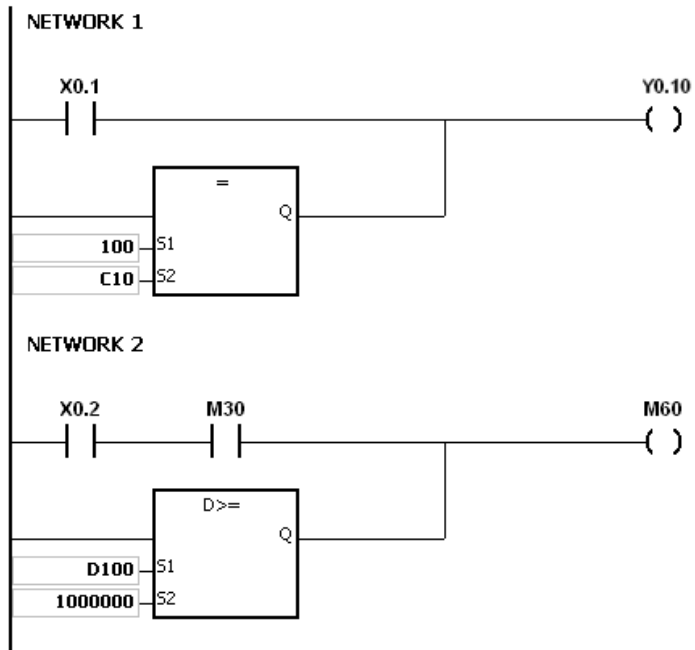 NETWORK 1
X0.1
Y0.10
=
Q
100 S1
C10 S2
NETWORK 2
X0.2 M30 M60
D>=
Q
D100 S1
1000000 S2